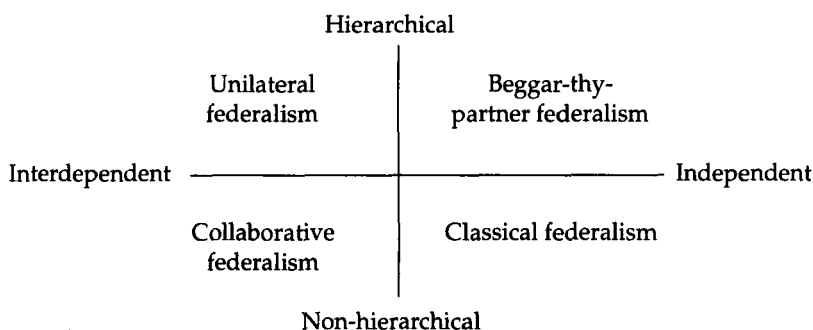 Hierarchical
Unilateral
federalism
Beggar-thy-
partner federalism
Interdependent
Independent
Collaborative
federalism
Classical federalism
Non-hierarchical